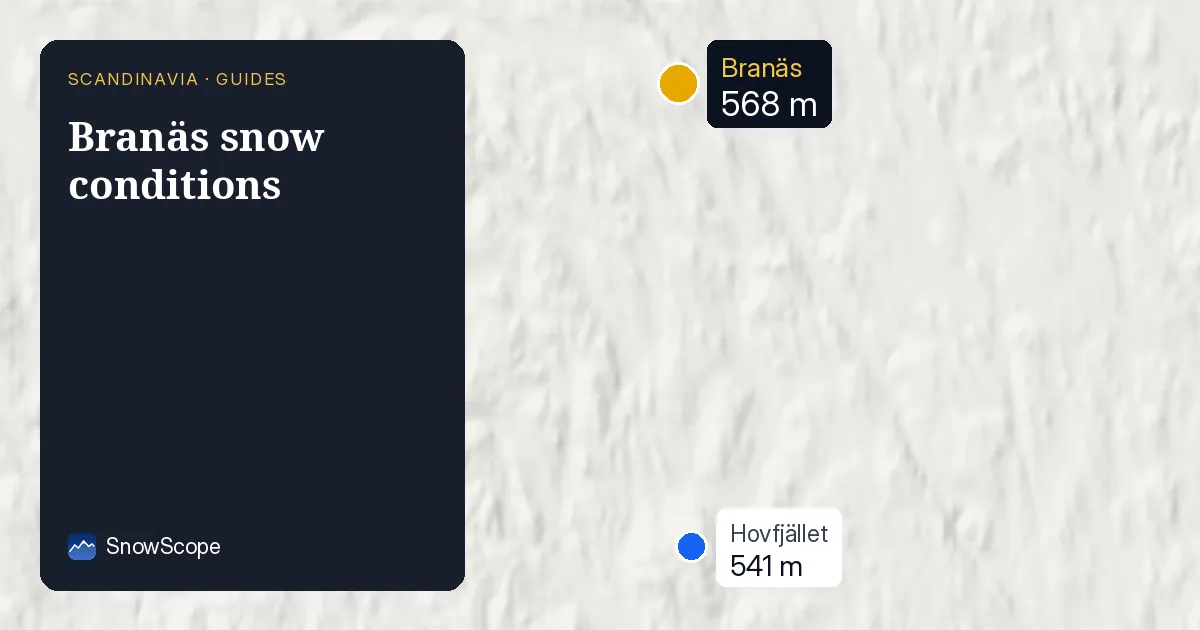 SCANDINAVIA · GUIDES
Branäs snow
conditions
SnowScope
Branäs
568 m
Hovfjället
541 m